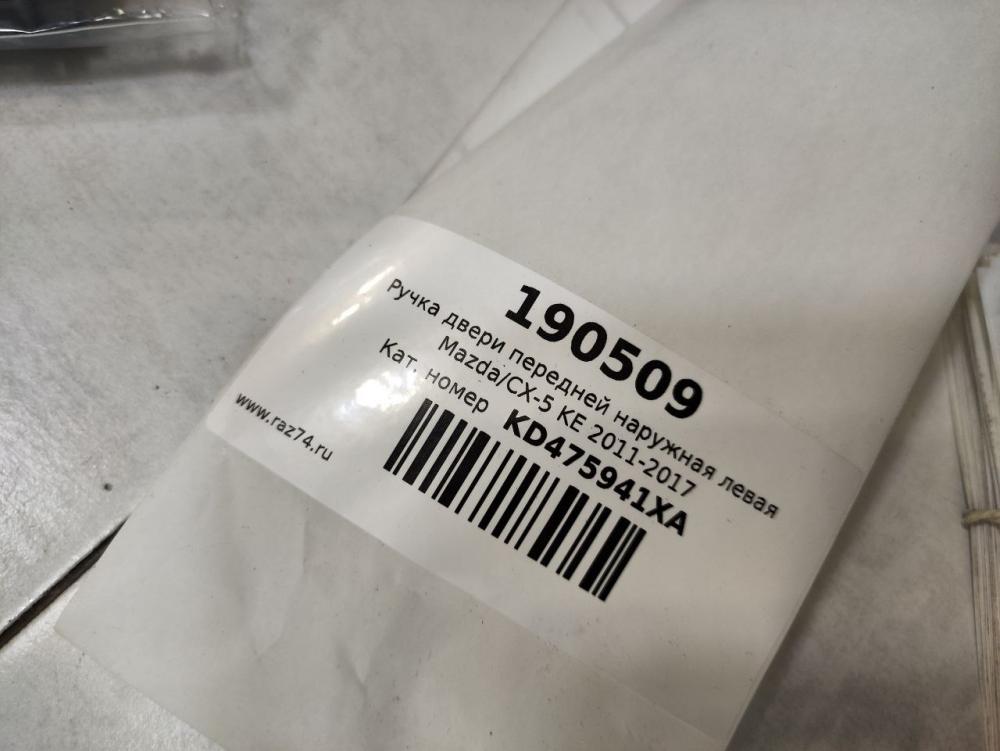 190509
Ручка двери передней наружная левая
Mazda/CX-5 KE 2011-2017
Кат. номер KD475941XA
www.raz74.ru